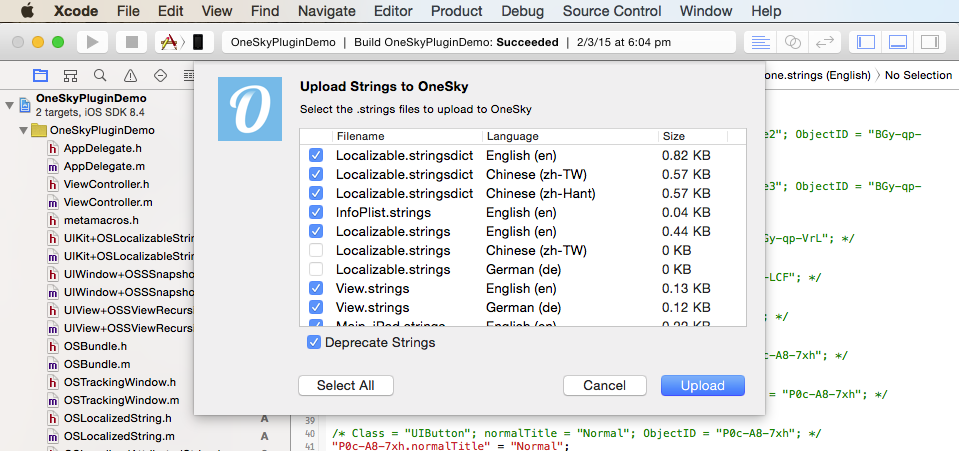 Xcode File Edit View Find Navigate Editor Product Debug Source Control Window Help
OneSkyPluginDemo | Build OneSkyPluginDemo: Succeeded | 2/3/15 at 6:04 pm
one.strings (English) 〉No Selection
OneSkyPluginDemo
2 targets, iOS SDK 8.4
OneSkyPluginDemo
h AppDelegate.h
m AppDelegate.m
h ViewController.h
m ViewController.m
h metamacros.h
h UIKit+OSLocalizableStrin
m UIKit+OSLocalizableStrin
h UIWindow+OSSSnapsho
m UIWindow+OSSSnapsho
h UIView+OSSViewRecurs
m UIView+OSSViewRecurs
h OSBundle.h
m OSBundle.m
h OSTrackingWindow.h
m OSTrackingWindow.m
h OSLocalizedString.h A
m OSLocalizedString.m A
O
Upload Strings to OneSky
Select the .strings files to upload to OneSky
Filename Language Size
Localizable.stringsdict English (en) 0.82 KB
Localizable.stringsdict Chinese (zh-TW) 0.57 KB
Localizable.stringsdict Chinese (zh-Hant) 0.57 KB
InfoPlist.strings English (en) 0.04 KB
Localizable.strings English (en) 0.44 KB
Localizable.strings Chinese (zh-TW) 0 KB
Localizable.strings German (de) 0 KB
View.strings English (en) 0.13 KB
View.strings German (de) 0.12 KB
Main_iPad.strings English (en)
Deprecate Strings
Select All Cancel Upload
e2"; ObjectID = "BGy-qp-
e3"; ObjectID = "BGy-qp-
Gy-qp-VrL"; */
-LCF"; */
; */
c-A8-7xh"; */
= "P0c-A8-7xh"; */
39
40 /* Class = "UIButton"; normalTitle = "Normal"; ObjectID = "P0c-A8-7xh"; */
41 "P0c-A8-7xh.normalTitle" = "Normal";